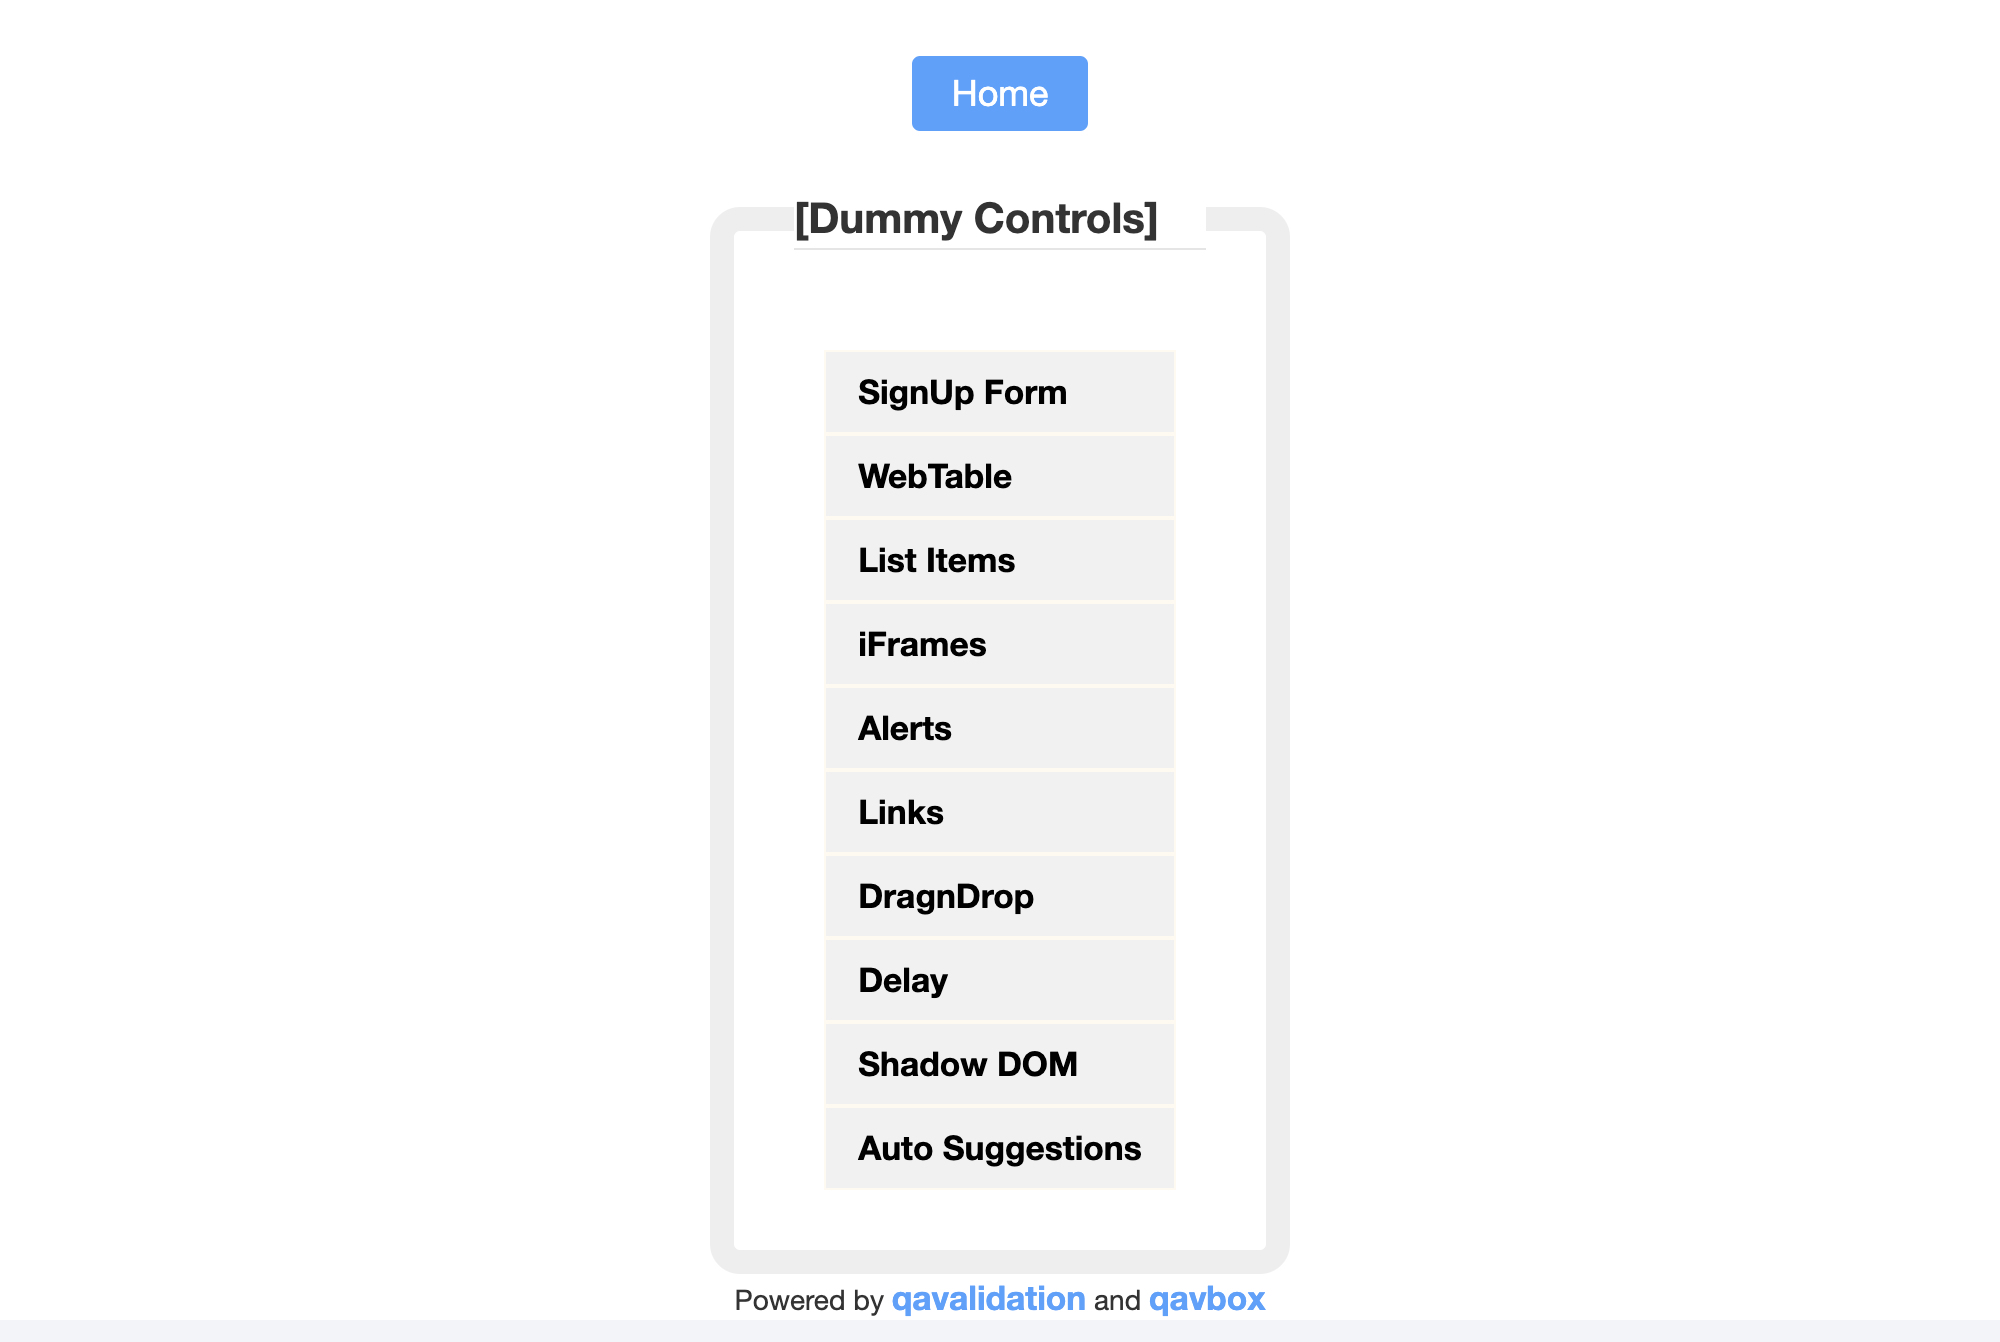 Home
[Dummy Controls]
SignUp Form
WebTable
List Items
iFrames
Alerts
Links
DragnDrop
Delay
Shadow DOM
Auto Suggestions
Powered by qavalidation and qavbox